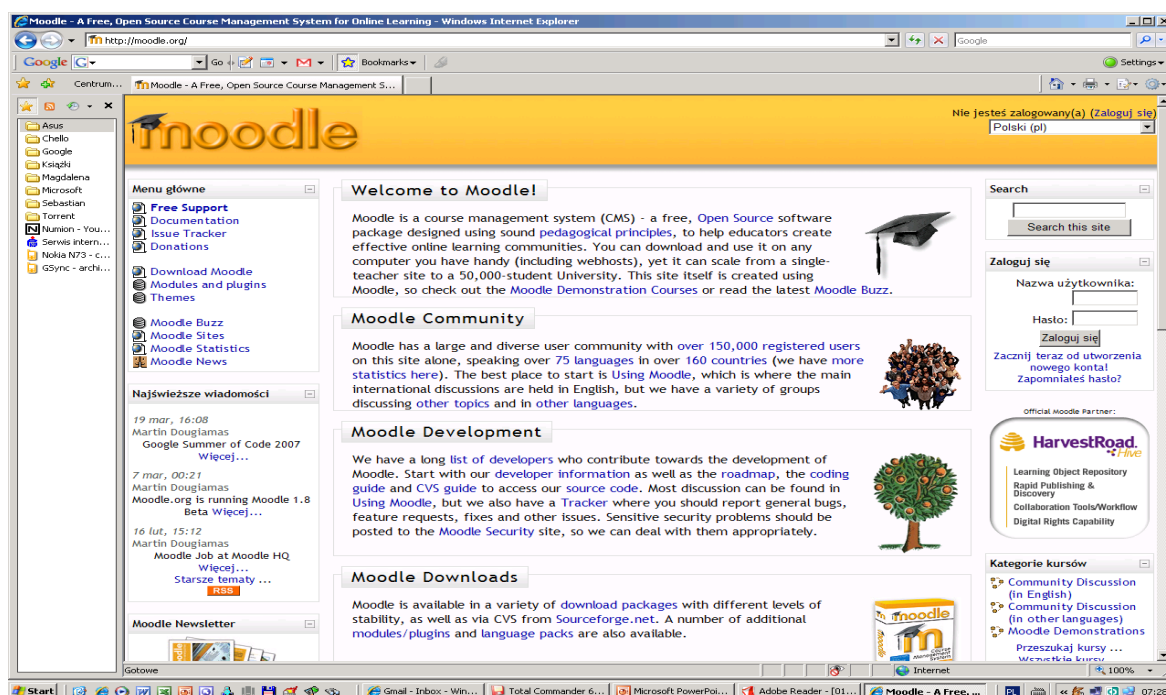 Moodle - A Free, Open Source Course Management System for Online Learning - Windows Internet Explorer
http://moodle.org/
Google
Google
Go
Bookmarks
Settings
Centrum...
Moodle - A Free, Open Source Course Management S...
Asus
Chello
Google
Książki
Magdalena
Microsoft
Sebastian
Torrent
Numion - You...
Serwis intern...
Nokia N73 - c...
GSync - archi...
moodle
Nie jesteś zalogowany(a) (Zaloguj się)
Polski (pl)
Menu główne
Free Support
Documentation
Issue Tracker
Donations
Download Moodle
Modules and plugins
Themes
Moodle Buzz
Moodle Sites
Moodle Statistics
Moodle News
Najświeższe wiadomości
19 mar, 16:08
Martin Dougiamas
Google Summer of Code 2007
Więcej...
7 mar, 00:21
Martin Dougiamas
Moodle.org is running Moodle 1.8
Beta Więcej...
16 lut, 15:12
Martin Dougiamas
Moodle Job at Moodle HQ
Więcej...
Starsze tematy ...
RSS
Moodle Newsletter
Welcome to Moodle!
Moodle is a course management system (CMS) - a free, Open Source software
package designed using sound pedagogical principles, to help educators create
effective online learning communities. You can download and use it on any
computer you have handy (including webhosts), yet it can scale from a single-
teacher site to a 50,000-student University. This site itself is created using
Moodle, so check out the Moodle Demonstration Courses or read the latest Moodle Buzz.
Moodle Community
Moodle has a large and diverse user community with over 150,000 registered users
on this site alone, speaking over 75 languages in over 160 countries (we have more
statistics here). The best place to start is Using Moodle, which is where the main
international discussions are held in English, but we have a variety of groups
discussing other topics and in other languages.
Moodle Development
We have a long list of developers who contribute towards the development of
Moodle. Start with our developer information as well as the roadmap, the coding
guide and CVS guide to access our source code. Most discussion can be found in
Using Moodle, but we also have a Tracker where you should report general bugs,
feature requests, fixes and other issues. Sensitive security problems should be
posted to the Moodle Security site, so we can deal with them appropriately.
Moodle Downloads
Moodle is available in a variety of download packages with different levels of
stability, as well as via CVS from Sourceforge.net. A number of additional
modules/plugins and language packs are also available.
moodle
Search
Search this site
Zaloguj się
Nazwa użytkownika:
Hasło:
Zaloguj się
Zacznij teraz od utworzenia
nowego konta!
Zapomniałeś hasło?
Official Moodle Partner:
HarvestRoad.
Hive
Learning Object Repository
Rapid Publishing &
Discovery
Collaboration Tools/Workflow
Digital Rights Capability
Kategorie kursów
Community Discussion
(in English)
Community Discussion
(in other languages)
Moodle Demonstrations
Przeszukaj kursy ...
Wszystkie kursy
Gotowe
Internet
100%
Start
Gmail - Inbox - Win...
Total Commander 6...
Microsoft PowerPoi...
Adobe Reader - [01...
Moodle - A Free, ...
PL